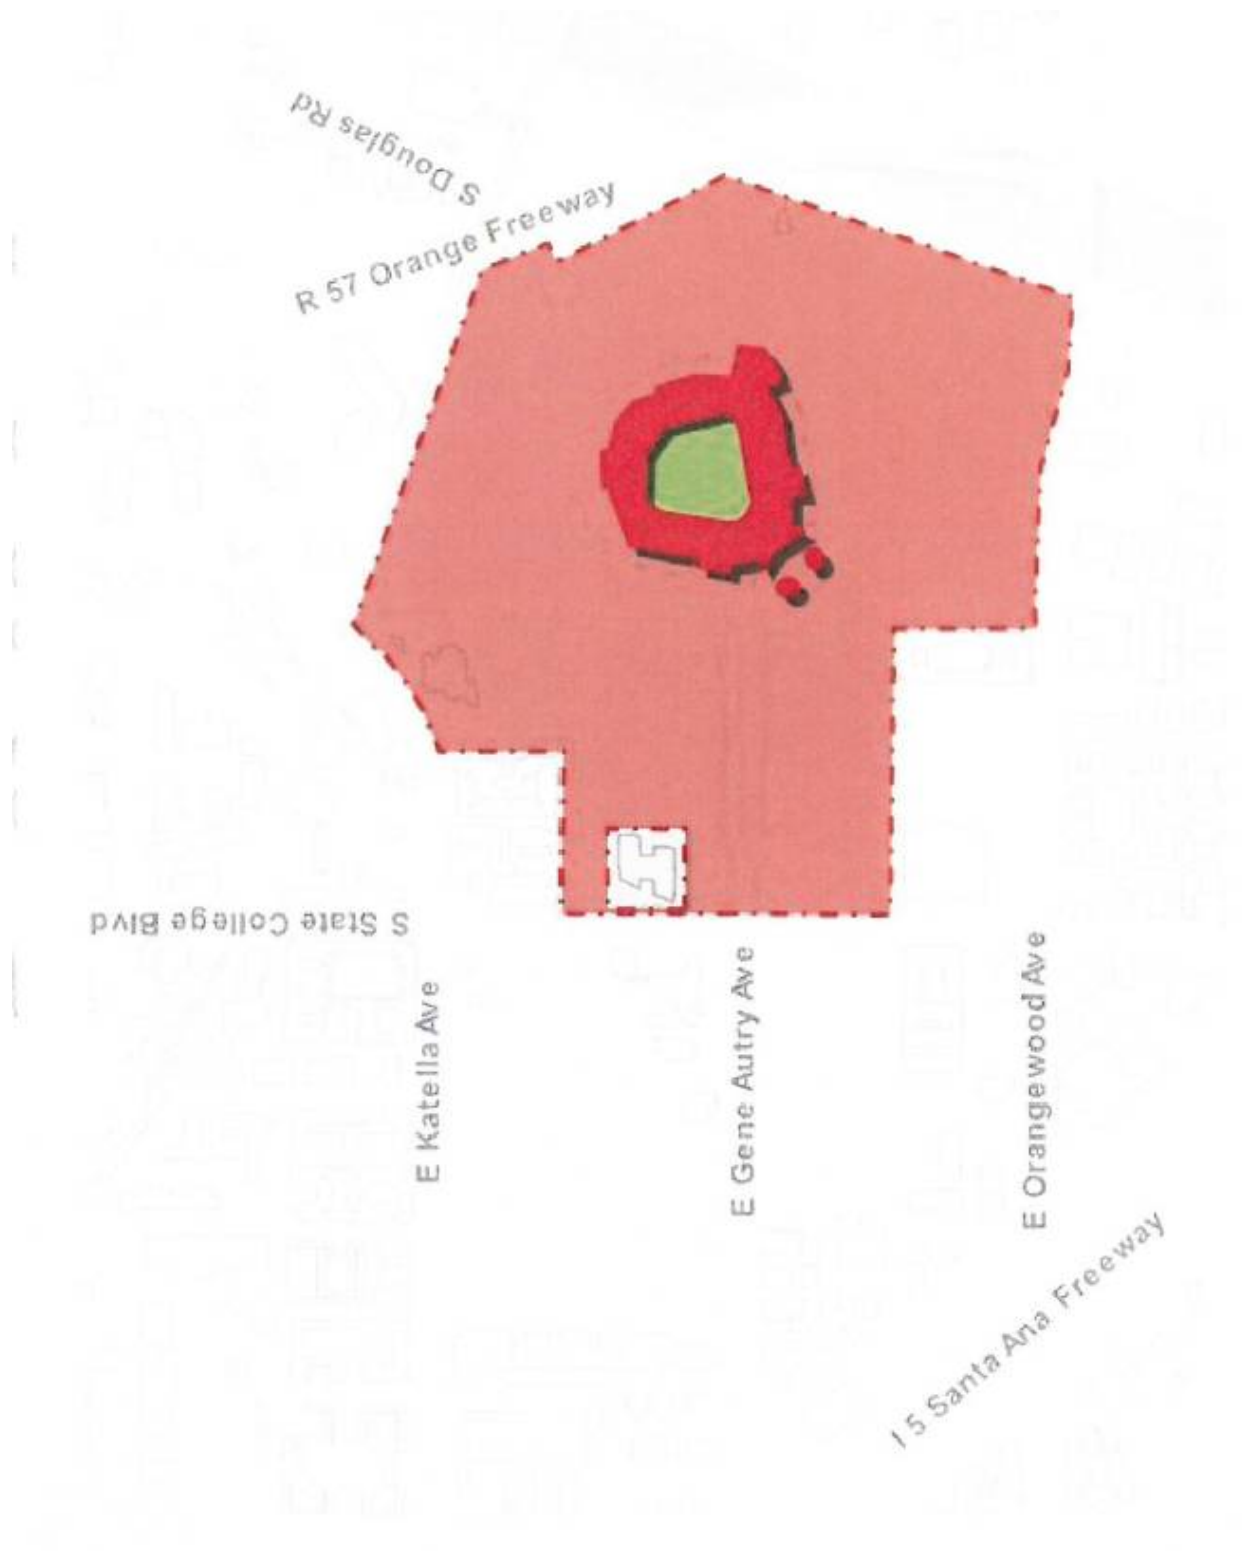 S Douglas Rd
R 57 Orange Freeway
S State College Blvd
E Katella Ave
E Gene Autry Ave
E Orangewood Ave
I 5 Santa Ana Freeway